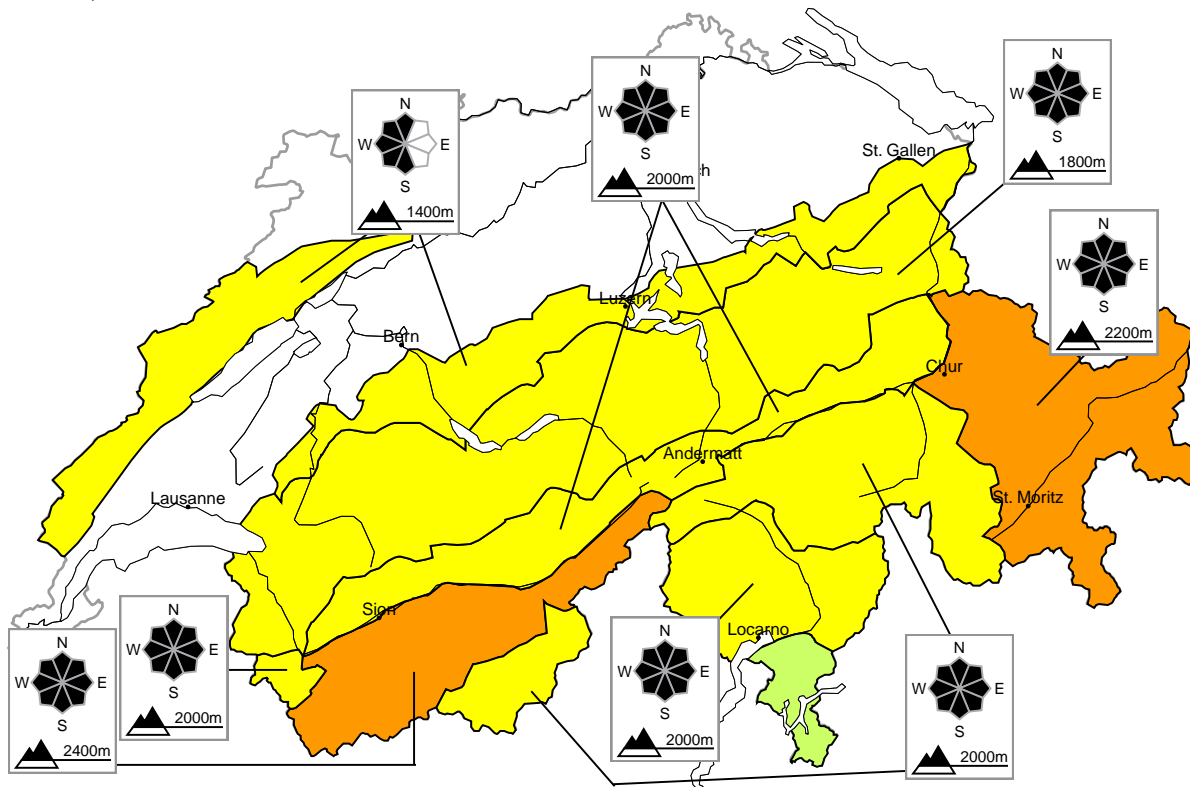 N
W E
S
1400m
N
W E
S
2000m
ch
N
W E
S
1800m
St. Gallen
N
W E
S
2200m
Luzern
Bern
Chur
Andermatt
Lausanne
St. Moritz
Sion
Locarno
N
W E
S
2400m
N
W E
S
2000m
N
W E
S
2000m
N
W E
S
2000m